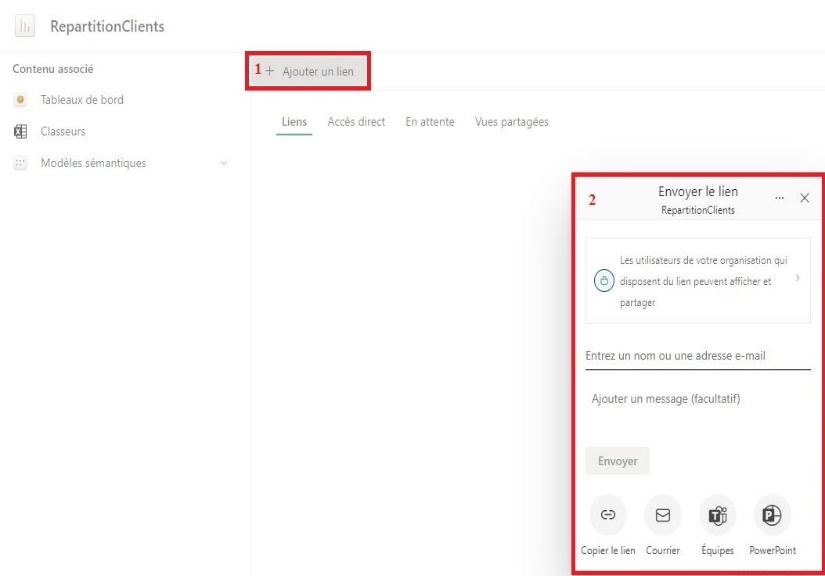 RepartitionClients
Contenu associé
Tableaux de bord
Classeurs
Modèles sémantiques
1 + Ajouter un lien
Liens Accès direct En attente Vues partagées
2
Envoyer le lien
RepartitionClients
Les utilisateurs de votre organisation qui
disposent du lien peuvent afficher et
partager
Entrez un nom ou une adresse e-mail
Ajouter un message (facultatif)
Envoyer
Copier le lien Courrier Équipes PowerPoint